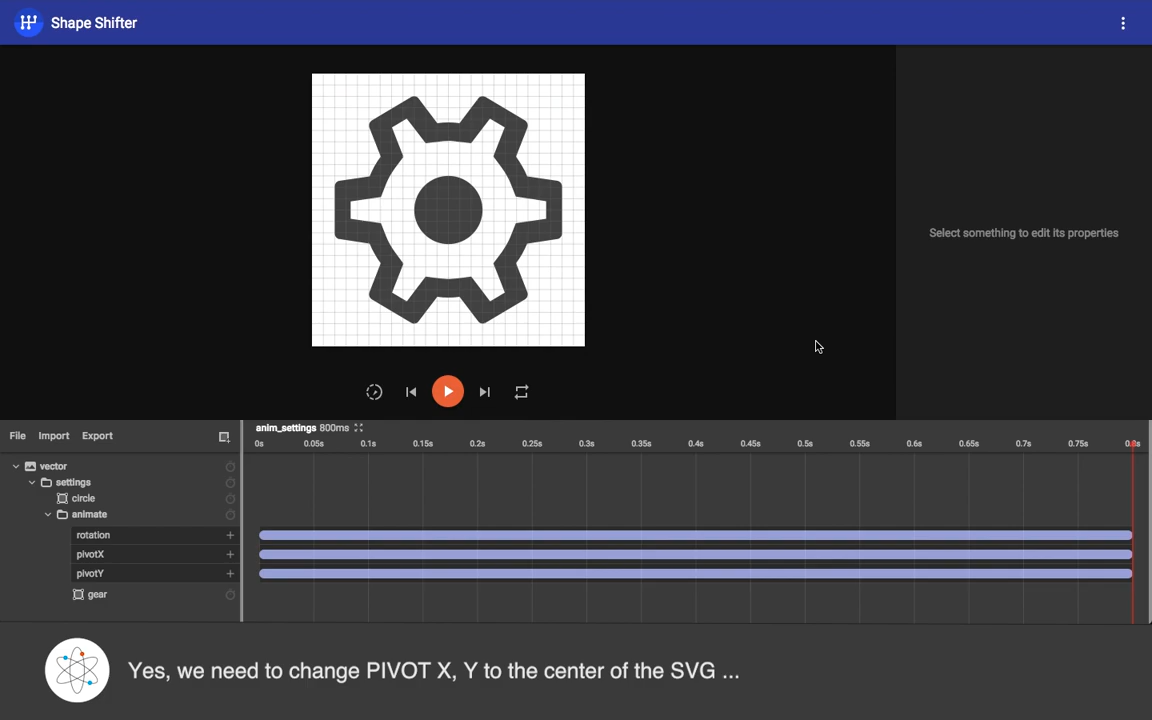 Shape Shifter
Select something to edit its properties
File Import Export
anim_settings 800ms
0s 0.05s 0.1s 0.15s 0.2s 0.25s 0.3s 0.35s 0.4s 0.45s 0.5s 0.55s 0.6s 0.65s 0.7s 0.75s 0.8s
vector
settings
circle
animate
rotation
pivotX
pivotY
gear
Yes, we need to change PIVOT X, Y to the center of the SVG ...